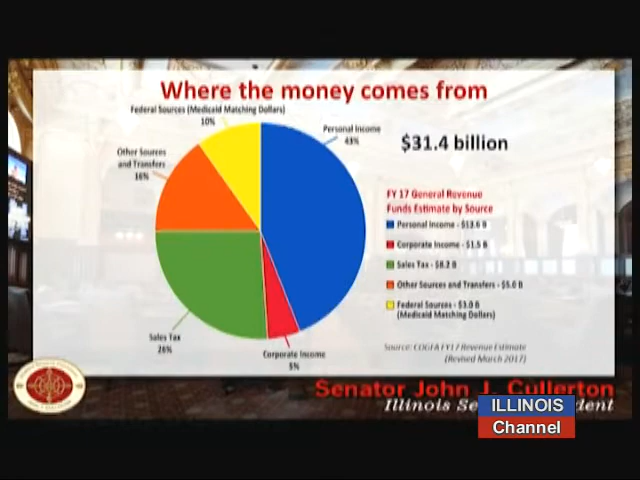 Where the money comes from
Federal Sources (Medicaid Matching Dollars)
10%
Personal Income
43%
$31.4 billion
Other Sources
and Transfers
16%
FY 17 General Revenue
Funds Estimate by Source
Personal Income - $13.6 B
Corporate Income - $1.5 B
Sales Tax - $8.2 B
Other Sources and Transfers - $5.0 B
Federal Sources - $3.0 B
(Medicaid Matching Dollars)
Sales Tax
26%
Corporate Income
5%
Source: COGFA FY17 Revenue Estimate
(Revised March 2017)
Senator John J. Cullerton
Illinois
ILLINOIS
Channel